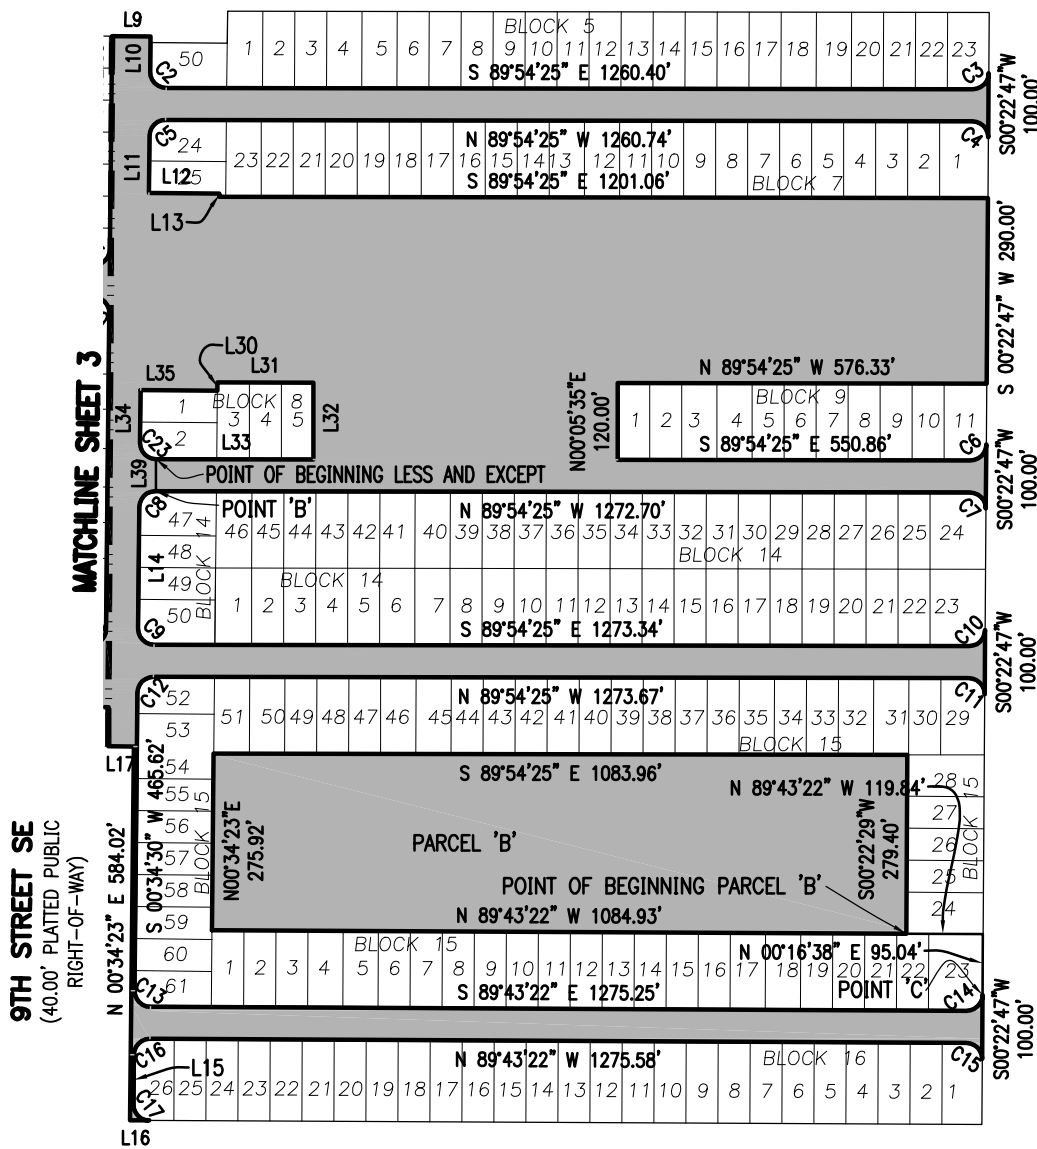 L9
L10
C2
50
BLOCK 5
1 2 3 4 5 6 7 8 9 10 11 12 13 14 15 16 17 18 19 20 21 22 23
S 89°54'25" E 1260.40'
C3
S00°22'47"W
100.00'
C5
24
N 89°54'25" W 1260.74'
C4
L11
L12
25
23 22 21 20 19 18 17 16 15 14 13 12 11 10 9 8 7 6 5 4 3 2 1
S 89°54'25" E 1201.06'
BLOCK 7
L13
S 00°22'47" W 290.00'
MATCHLINE SHEET 3
L30
L35
L31
N 89°54'25" W 576.33'
L34
1
BLOCK 8
3 4 5
L32
N00°05'35"E
120.00'
BLOCK 9
1 2 3 4 5 6 7 8 9 10 11
2
C23
L33
S 89°54'25" E 550.86'
C6
L39
POINT OF BEGINNING LESS AND EXCEPT
S00°22'47"W
100.00'
C8
POINT 'B'
N 89°54'25" W 1272.70'
C7
47
46 45 44 43 42 41 40 39 38 37 36 35 34 33 32 31 30 29 28 27 26 25 24
BLOCK 14
48
BLOCK 14
L14
49
BLOCK 14
50
1 2 3 4 5 6 7 8 9 10 11 12 13 14 15 16 17 18 19 20 21 22 23
C9
S 89°54'25" E 1273.34'
C10
S00°22'47"W
100.00'
C12
52
N 89°54'25" W 1273.67'
C11
53
51 50 49 48 47 46 45 44 43 42 41 40 39 38 37 36 35 34 33 32 31 30 29
BLOCK 15
L17
54
S 89°54'25" E 1083.96'
N 89°43'22" W 119.84'
28
55
27
56
26
57
25
58
24
59
BLOCK 15
BLOCK 15
S 00°34'30" W 465.62'
N00°34'23"E
275.92'
PARCEL 'B'
S00°22'29"W
279.40'
POINT OF BEGINNING PARCEL 'B'
N 89°43'22" W 1084.93'
9TH STREET SE
(40.00' PLATTED PUBLIC
RIGHT-OF-WAY)
N 00°34'23" E 584.02'
60
BLOCK 15
N 00°16'38" E 95.04'
1 2 3 4 5 6 7 8 9 10 11 12 13 14 15 16 17 18 19 20 21 22 23
61
C13
S 89°43'22" E 1275.25'
POINT 'C'
C14
S00°22'47"W
100.00'
C16
N 89°43'22" W 1275.58'
BLOCK 16
C15
L15
26 25 24 23 22 21 20 19 18 17 16 15 14 13 12 11 10 9 8 7 6 5 4 3 2 1
C17
L16